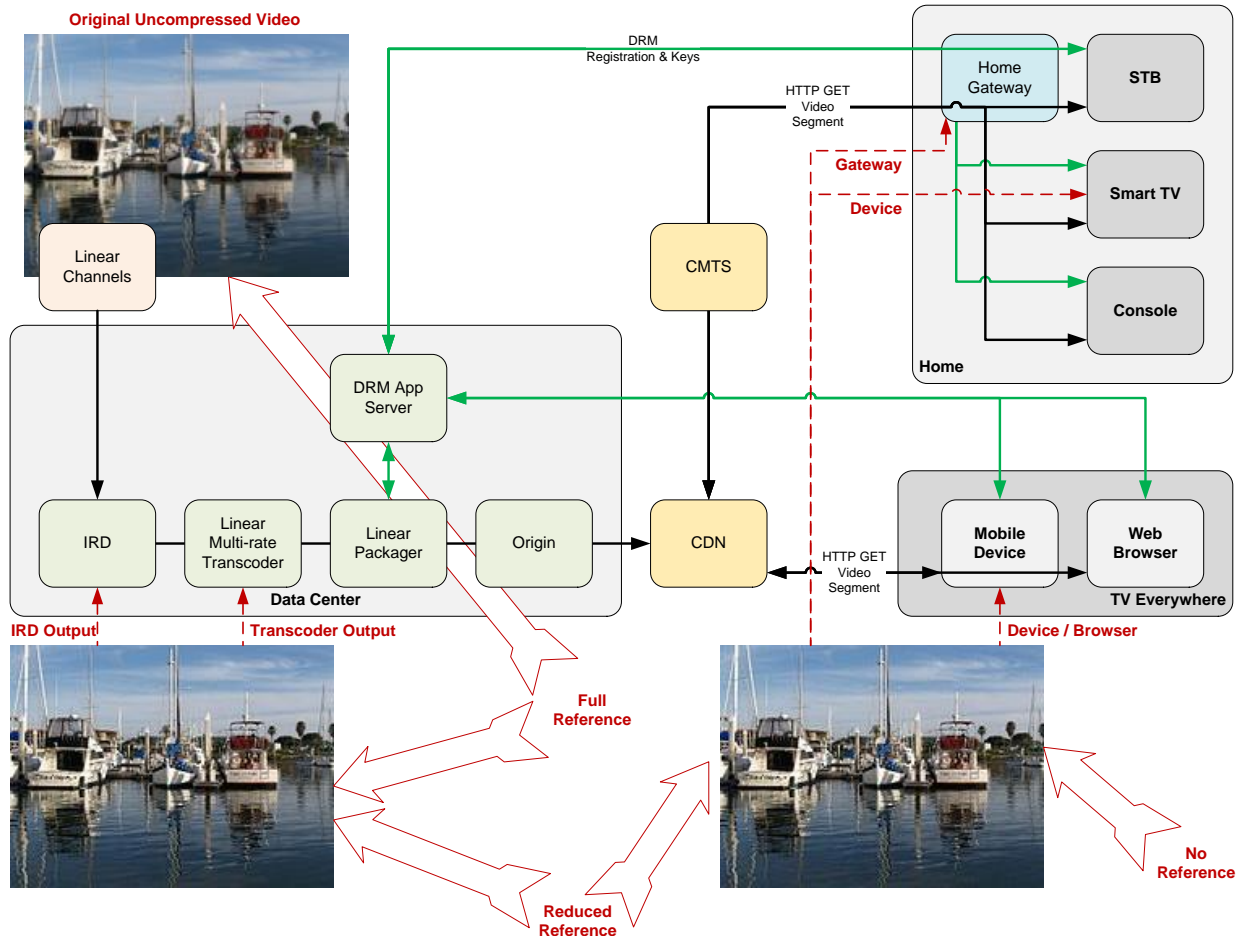 Original Uncompressed Video
DRM
Registration & Keys
Home
Gateway
STB
HTTP GET
Video
Segment
Gateway
Smart TV
Device
Linear
Channels
CMTS
Console
Home
DRM App
Server
IRD
Linear
Multi-rate
Transcoder
Linear
Packager
Origin
CDN
HTTP GET
Video
Segment
Mobile
Device
Web
Browser
Data Center
TV Everywhere
IRD Output
Transcoder Output
Device / Browser
Full
Reference
No
Reference
Reduced
Reference